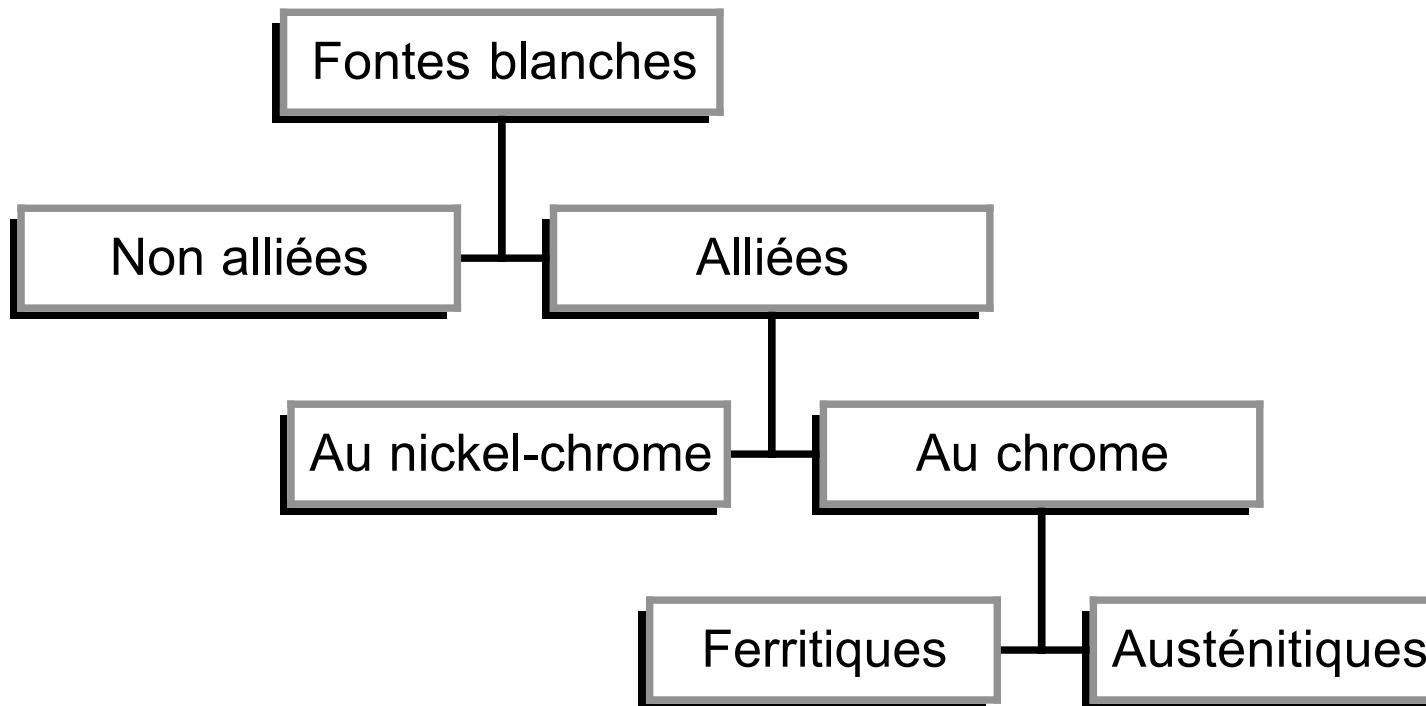 Fontes blanches
Non alliées
Alliées
Au nickel-chrome
Au chrome
Ferritiques
Austénitiques